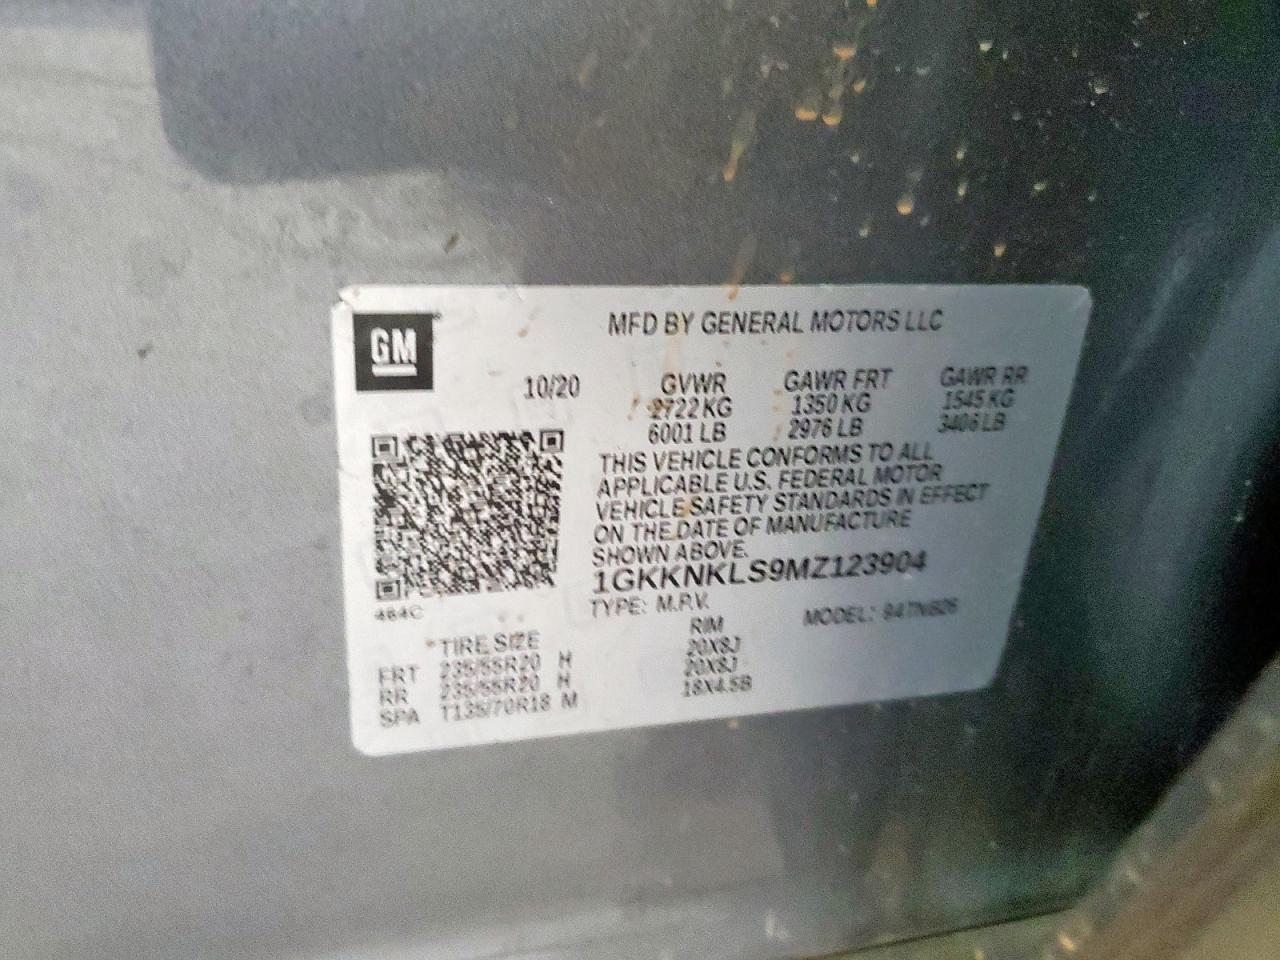 GM
MFD BY GENERAL MOTORS LLC
10/20 GVWR GAWR FRT GAWR RR
2722 KG 1350 KG 1545 KG
6001 LB 2976 LB 3406 LB
THIS VEHICLE CONFORMS TO ALL
APPLICABLE U.S. FEDERAL MOTOR
VEHICLE SAFETY STANDARDS IN EFFECT
ON THE DATE OF MANUFACTURE
SHOWN ABOVE.
1GKKNKLS9MZ123904
464C
TYPE: M.P.V. MODEL:
TIRE SIZE RIM
FRT 235/55R20 H 20X8J
RR 235/55R20 H 20X8J
SPA T135/70R18 M 18X4.5B